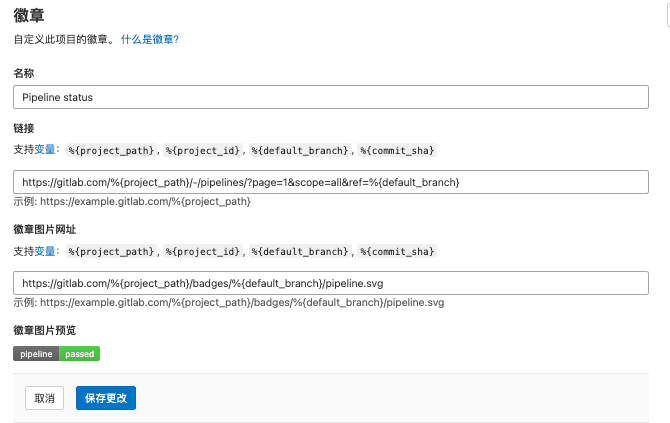 徽章
自定义此项目的徽章。 什么是徽章?
名称
Pipeline status
链接
支持变量： %{project_path}, %{project_id}, %{default_branch}, %{commit_sha}
https://gitlab.com/%{project_path}/-/pipelines/?page=1&scope=all&ref=%{default_branch}
示例: https://example.gitlab.com/%{project_path}
徽章图片网址
支持变量： %{project_path}, %{project_id}, %{default_branch}, %{commit_sha}
https://gitlab.com/%{project_path}/badges/%{default_branch}/pipeline.svg
示例: https://example.gitlab.com/%{project_path}/badges/%{default_branch}/pipeline.svg
徽章图片预览
pipeline passed
取消 保存更改